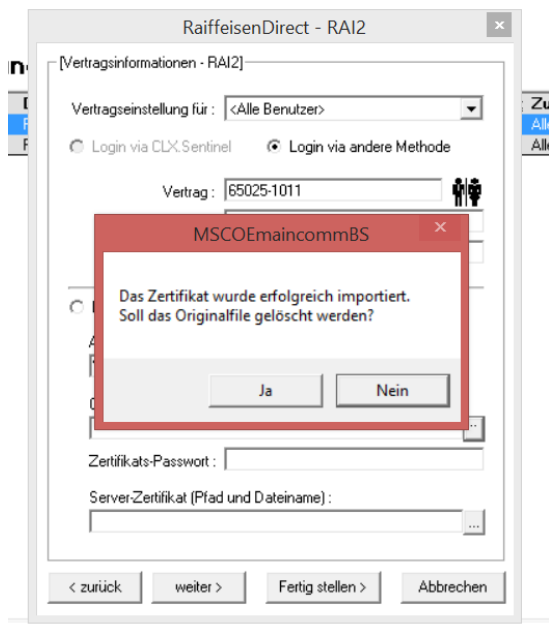 RaiffeisenDirect - RAI2
[Vertragsinformationen - RAI2]
Vertragseinstellung für : <Alle Benutzer>
Login via CLX.Sentinel Login via andere Methode
Vertrag : 65025-1011
MSCOEmaincommBS
Das Zertifikat wurde erfolgreich importiert.
Soll das Originalfile gelöscht werden?
Ja Nein
Zertifikats-Passwort :
Server-Zertifikat (Pfad und Dateiname) :
...
< zurück weiter > Fertig stellen > Abbrechen